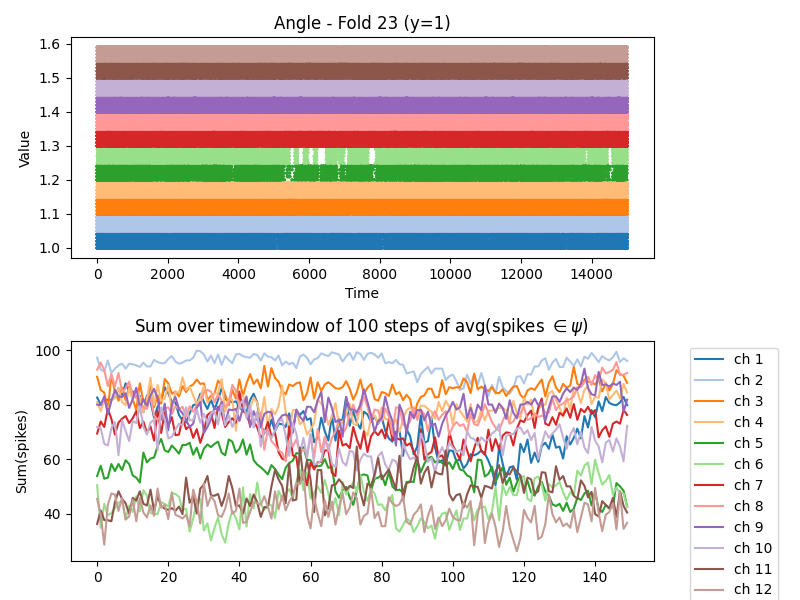 Angle - Fold 23 (y=1)
Value
1.6
1.5
1.4
1.3
1.2
1.1
1.0
0 2000 4000 6000 8000 10000 12000 14000
Time
Sum over timewindow of 100 steps of avg(spikes ∈ ψ)
Sum(spikes)
100
80
60
40
0 20 40 60 80 100 120 140
ch 1
ch 2
ch 3
ch 4
ch 5
ch 6
ch 7
ch 8
ch 9
ch 10
ch 11
ch 12